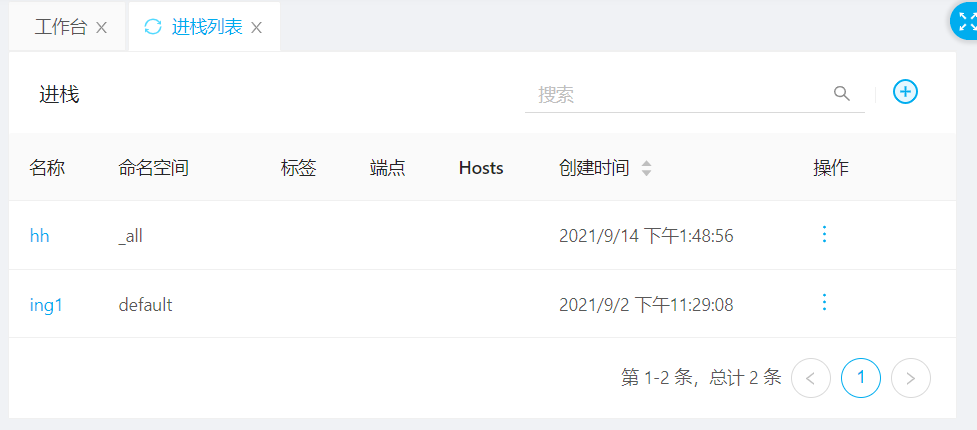 工作台 进栈列表
进栈 搜索
名称 命名空间 标签 端点 Hosts 创建时间 操作
hh _all 2021/9/14 下午1:48:56
ing1 default 2021/9/2 下午11:29:08
第 1-2 条，总计 2 条 1